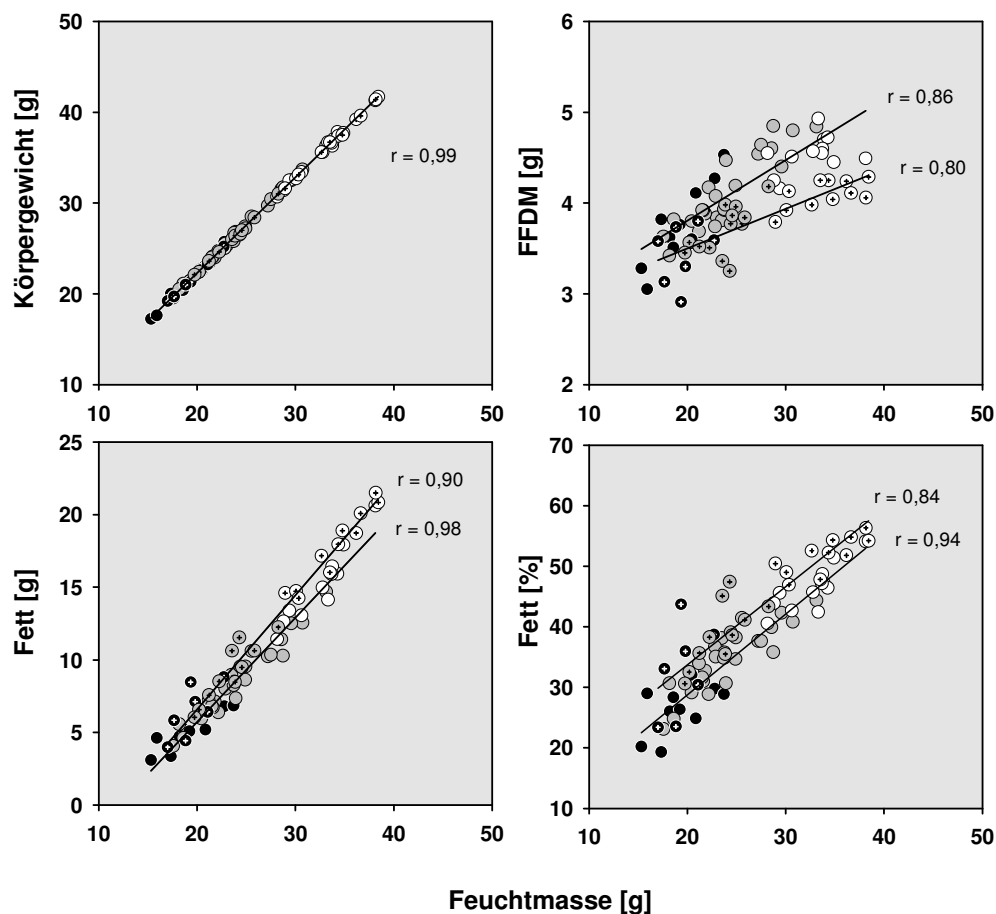 50
40
30
20
10
Körpergewicht [g]
r = 0,99
10 20 30 40 50
6
5
4
3
2
FFDM [g]
r = 0,86
r = 0,80
10 20 30 40 50
25
20
15
10
5
0
Fett [g]
r = 0,90
r = 0,98
10 20 30 40 50
70
60
50
40
30
20
10
Fett [%]
r = 0,84
r = 0,94
10 20 30 40 50
Feuchtmasse [g]